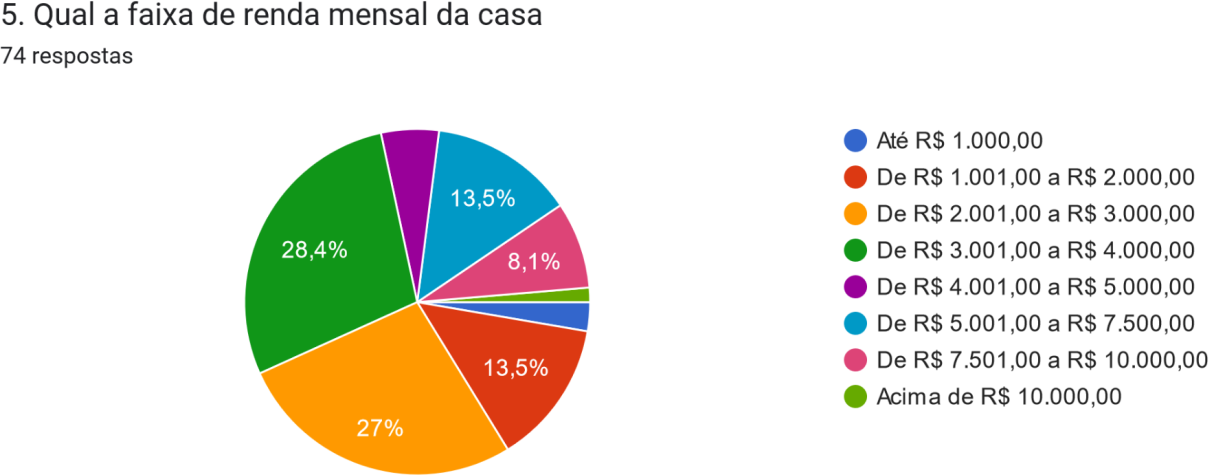 5. Qual a faixa de renda mensal da casa
74 respostas
13,5%
28,4%
8,1%
13,5%
27%
Até R$ 1.000,00
De R$ 1.001,00 a R$ 2.000,00
De R$ 2.001,00 a R$ 3.000,00
De R$ 3.001,00 a R$ 4.000,00
De R$ 4.001,00 a R$ 5.000,00
De R$ 5.001,00 a R$ 7.500,00
De R$ 7.501,00 a R$ 10.000,00
Acima de R$ 10.000,00